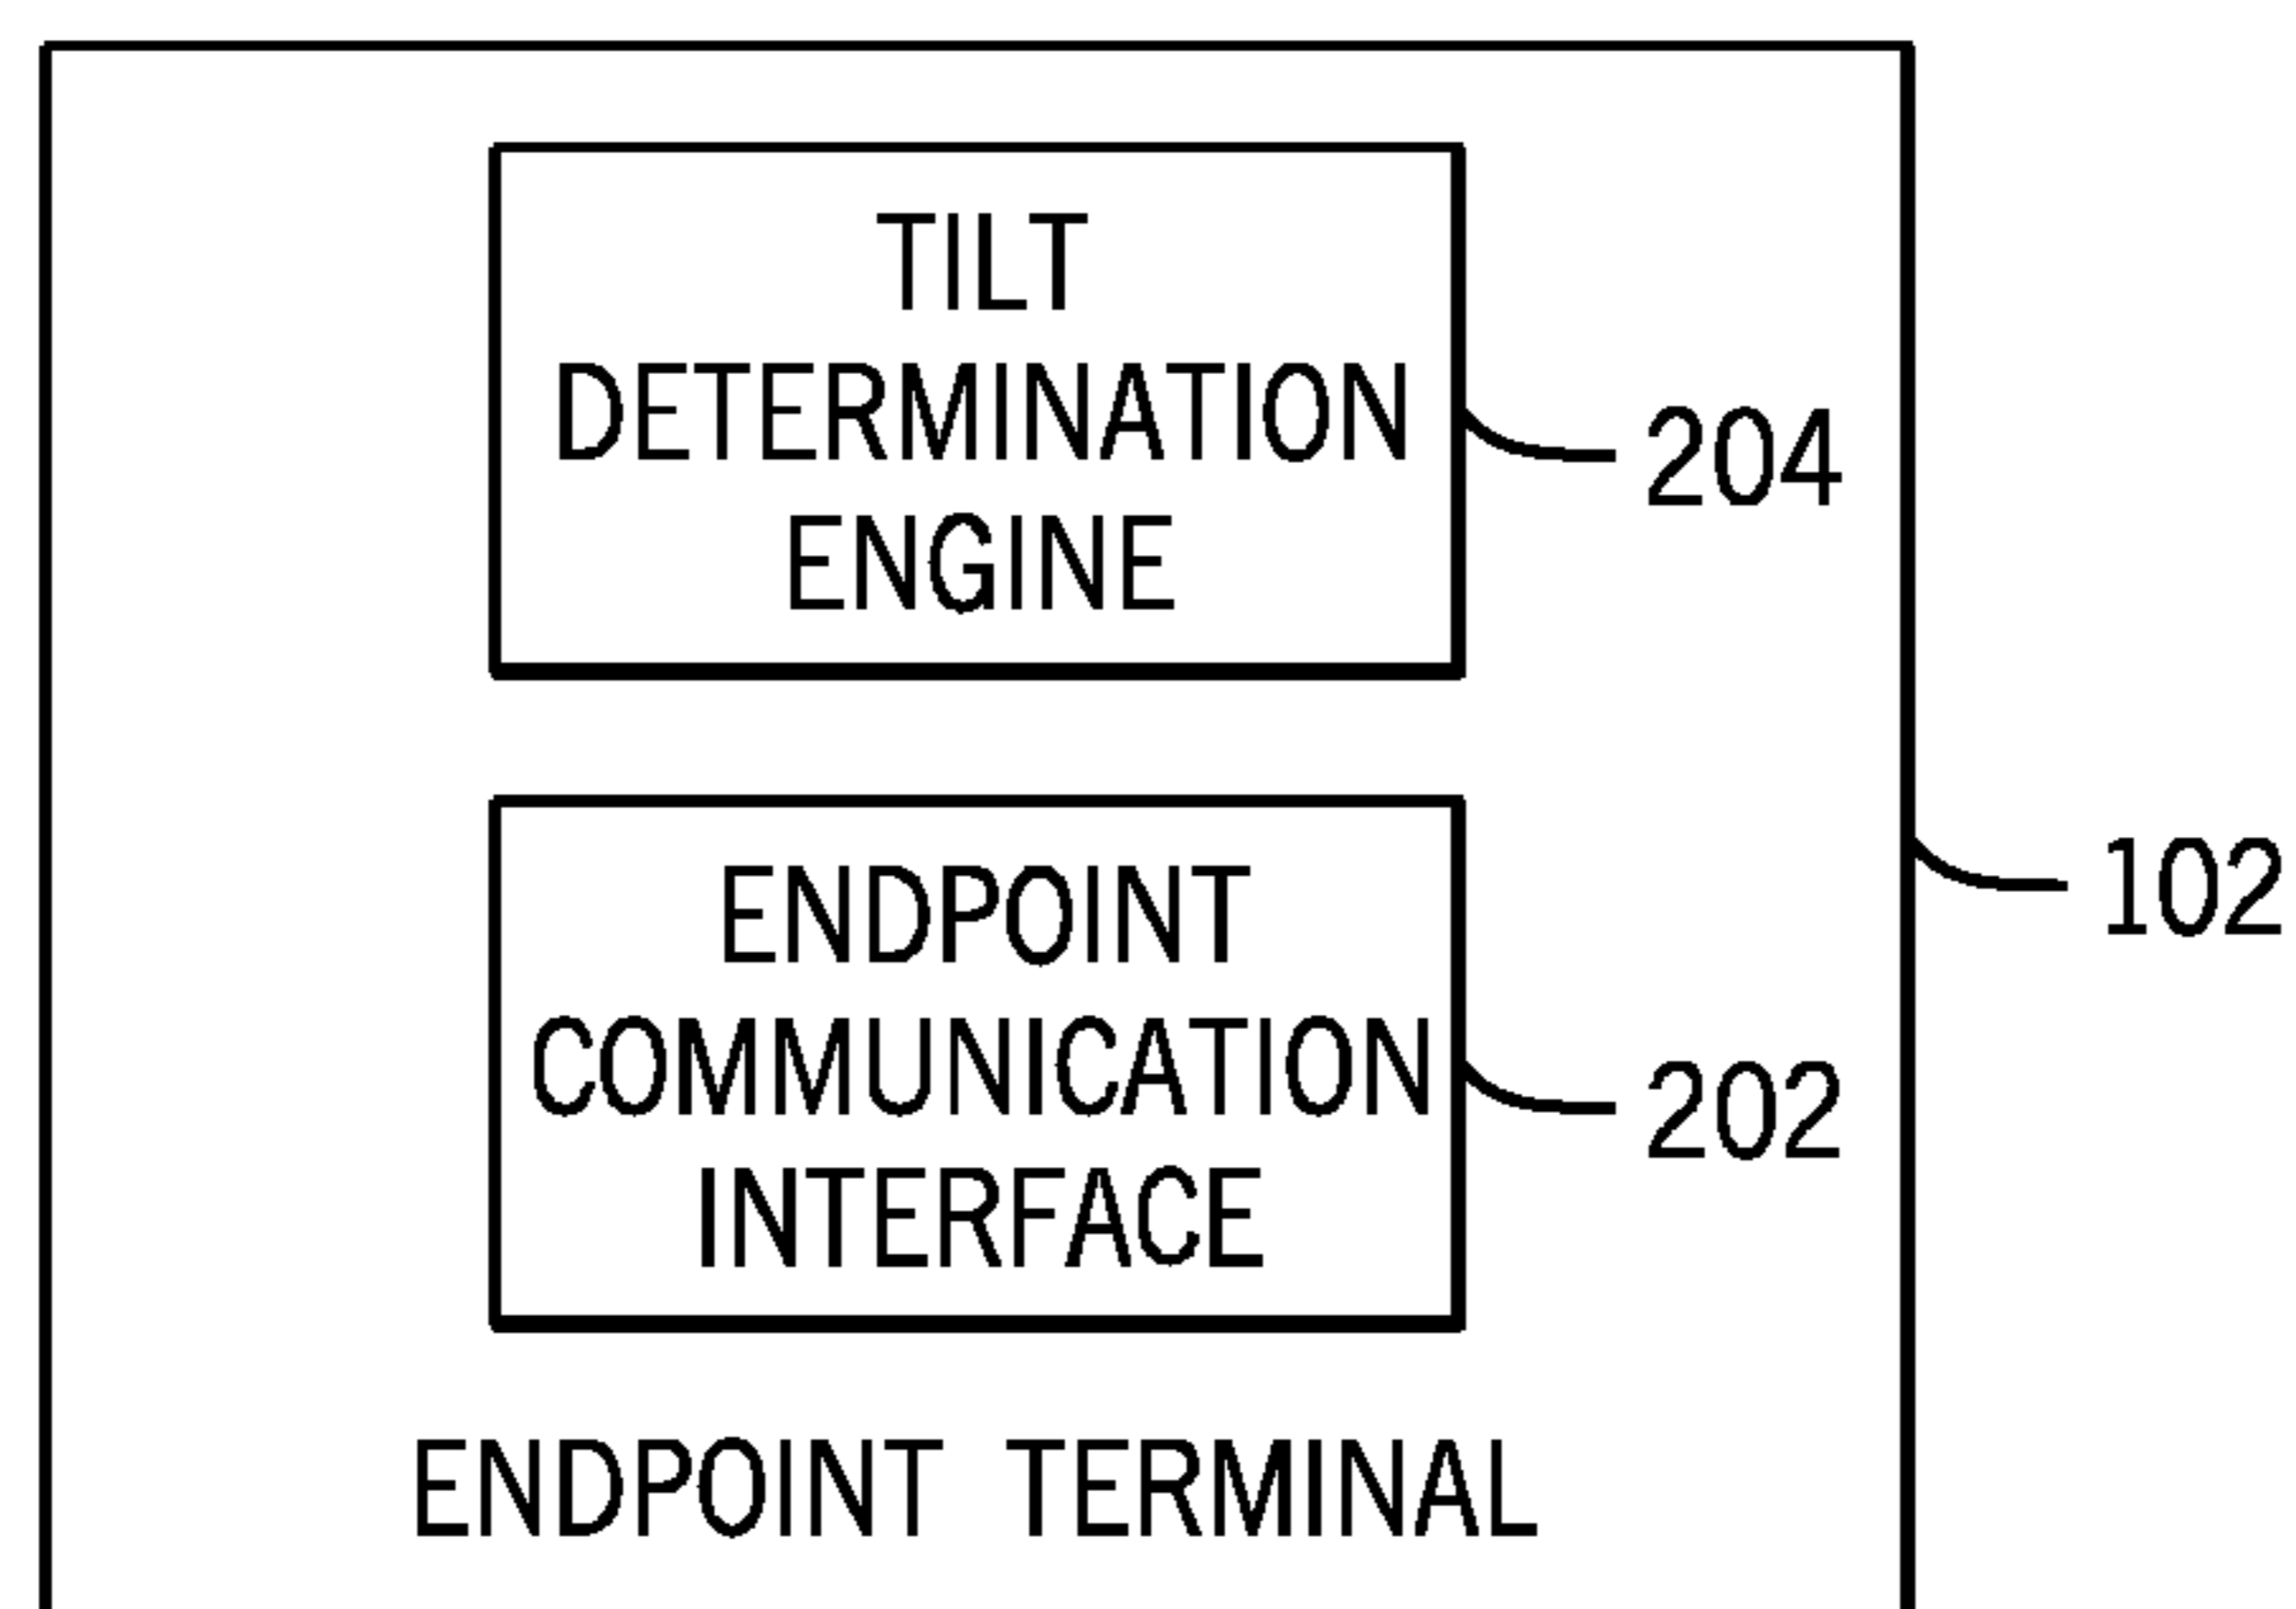 TILT
DETERMINATION
ENGINE
204
102
ENDPOINT
COMMUNICATION
INTERFACE
202
ENDPOINT TERMINAL